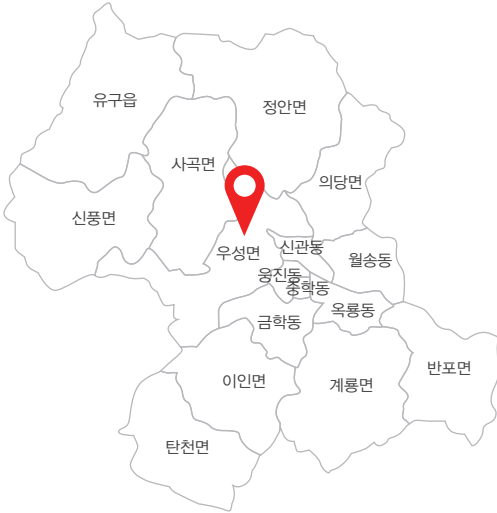 유구읍
정안면
사곡면
의당면
신풍면
신관동
우성면
월송동
웅진동
중학동
옥룡동
금학동
반포면
이인면
계룡면
탄천면